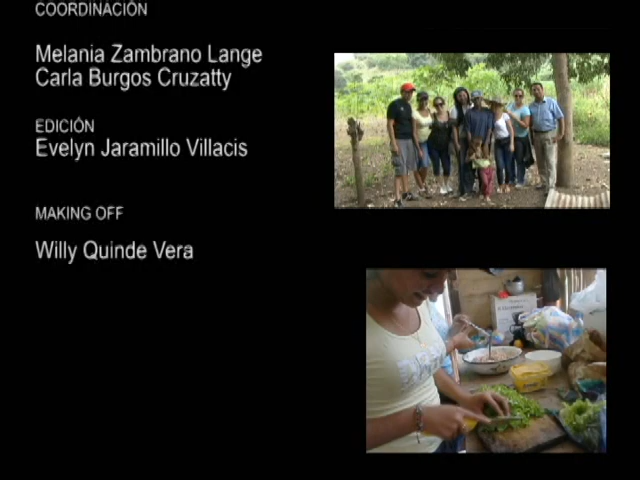 COORDINACIÓN
Melania Zambrano Lange
Carla Burgos Cruzatty
EDICIÓN
Evelyn Jaramillo Villacis
MAKING OFF
Willy Quinde Vera